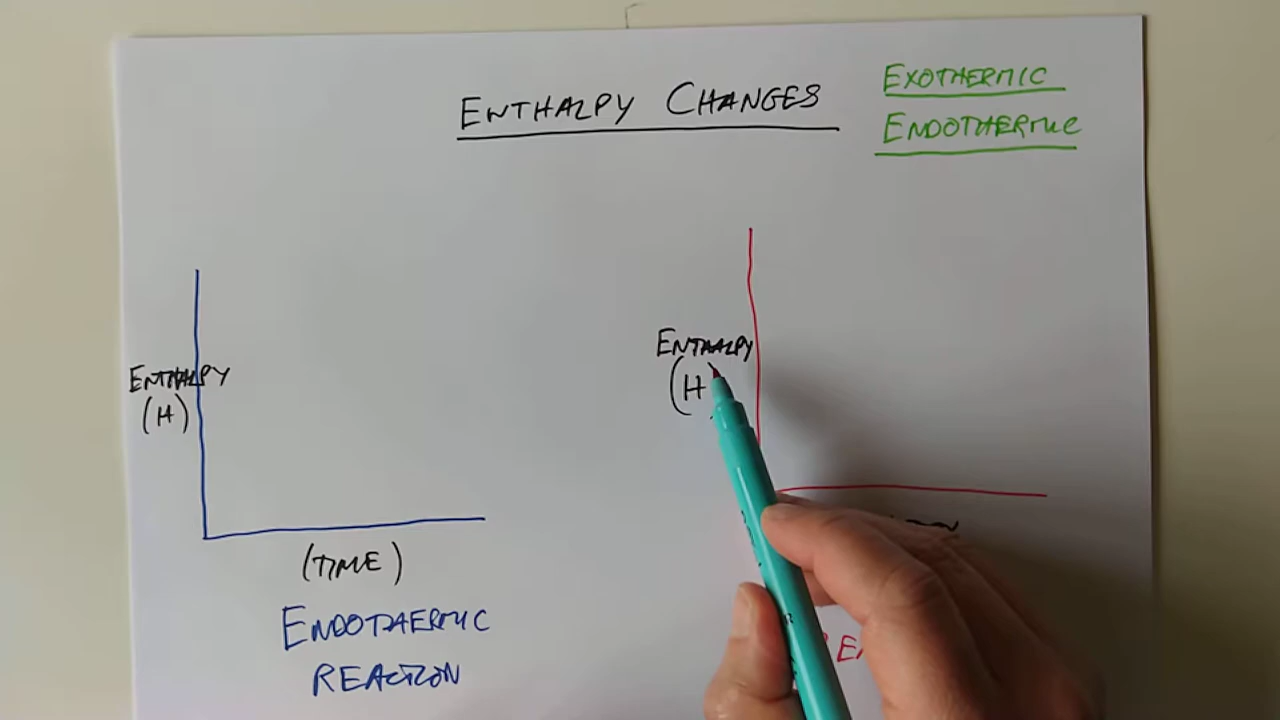 ENTHALPY CHANGES
EXOTHERMIC
ENDOTHERMIC
ENTHALPY
(H)
(TIME)
ENDOTHERMIC
REACTION
ENTHALPY
(H)